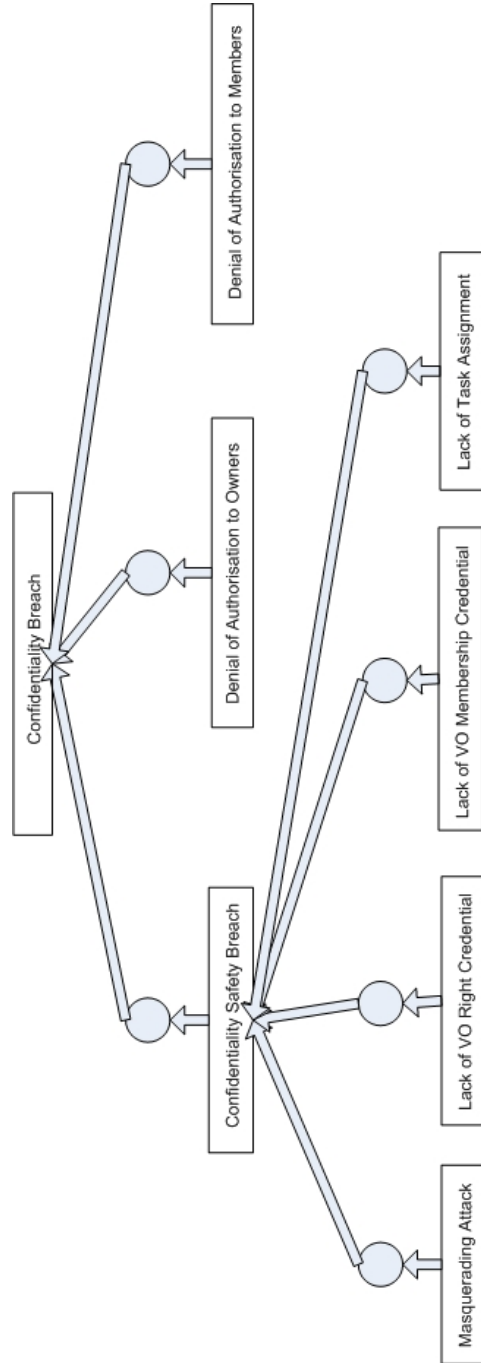 Confidentiality Breach
Confidentiality Safety Breach
Denial of Authorisation to Owners
Denial of Authorisation to Members
Masquerading Attack
Lack of VO Right Credential
Lack of VO Membership Credential
Lack of Task Assignment